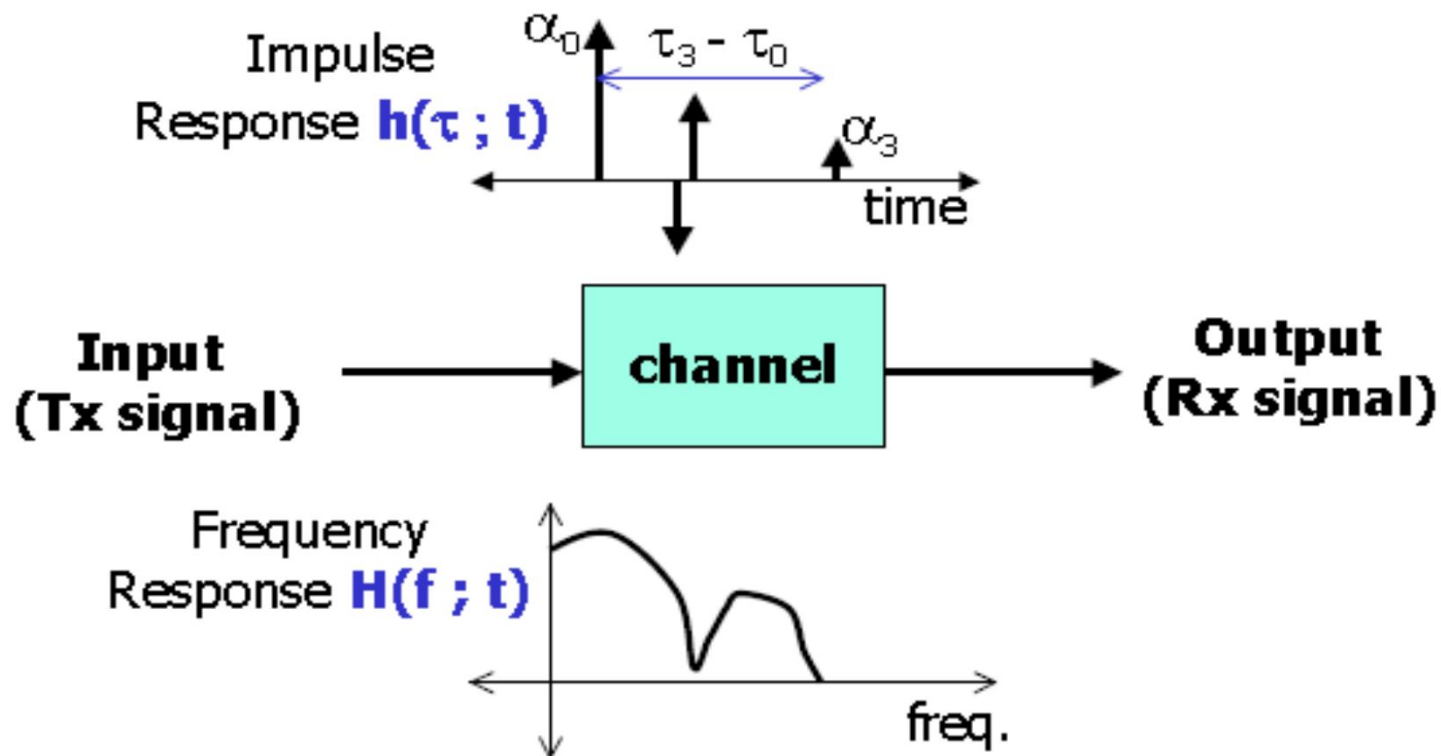 α₀
τ₃ - τ₀
Impulse
Response h(τ ; t)
α₃
time
Input
(Tx signal)
channel
Output
(Rx signal)
Frequency
Response H(f ; t)
freq.